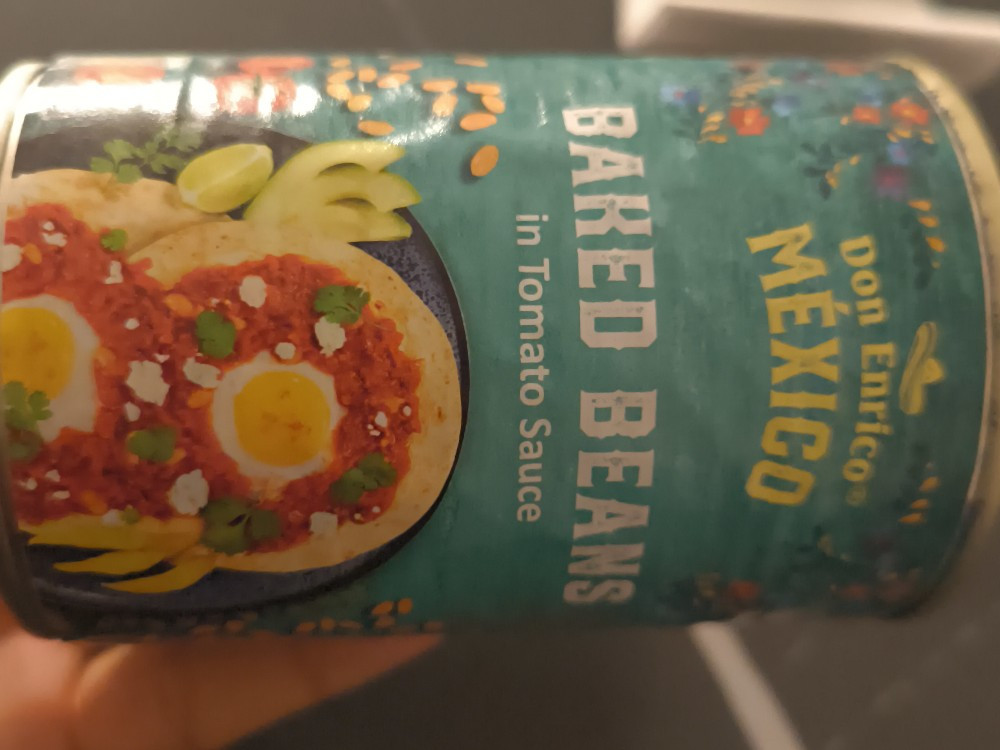 Don Enrico®
MÉXICO
BAKED BEANS
in Tomato Sauce